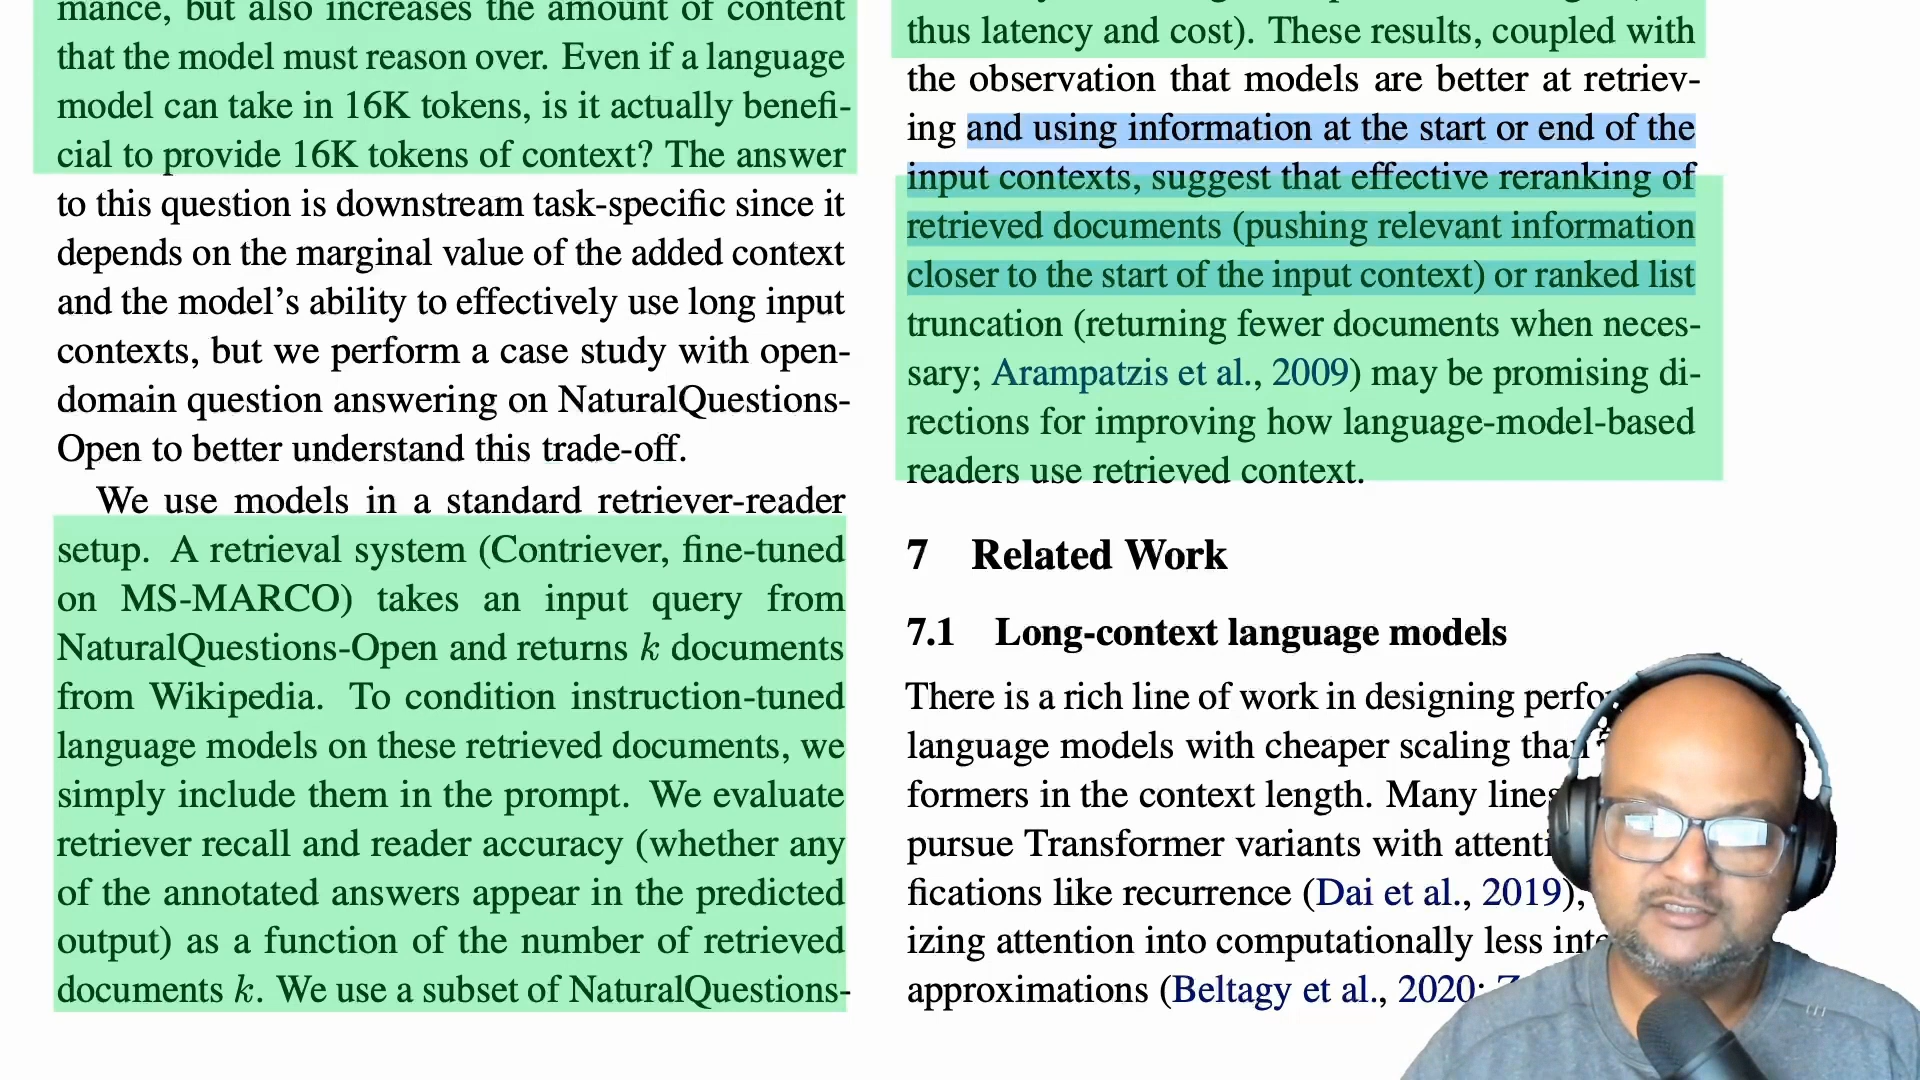 mance, but also increases the amount of content
that the model must reason over. Even if a language
model can take in 16K tokens, is it actually benefi-
cial to provide 16K tokens of context? The answer
to this question is downstream task-specific since it
depends on the marginal value of the added context
and the model's ability to effectively use long input
contexts, but we perform a case study with open-
domain question answering on NaturalQuestions-
Open to better understand this trade-off.
We use models in a standard retriever-reader
setup. A retrieval system (Contriever, fine-tuned
on MS-MARCO) takes an input query from
NaturalQuestions-Open and returns k documents
from Wikipedia. To condition instruction-tuned
language models on these retrieved documents, we
simply include them in the prompt. We evaluate
retriever recall and reader accuracy (whether any
of the annotated answers appear in the predicted
output) as a function of the number of retrieved
documents k. We use a subset of NaturalQuestions-
thus latency and cost). These results, coupled with
the observation that models are better at retriev-
ing and using information at the start or end of the
input contexts, suggest that effective reranking of
retrieved documents (pushing relevant information
closer to the start of the input context) or ranked list
truncation (returning fewer documents when neces-
sary; Arampatzis et al., 2009) may be promising di-
rections for improving how language-model-based
readers use retrieved context.
7 Related Work
7.1 Long-context language models
There is a rich line of work in designing
language models with cheaper scaling than
formers in the context length. Many lines
pursue Transformer variants with
fications like recurrence (Dai et al., 2019),
izing attention into computationally less
approximations (Beltagy et al., 2020;